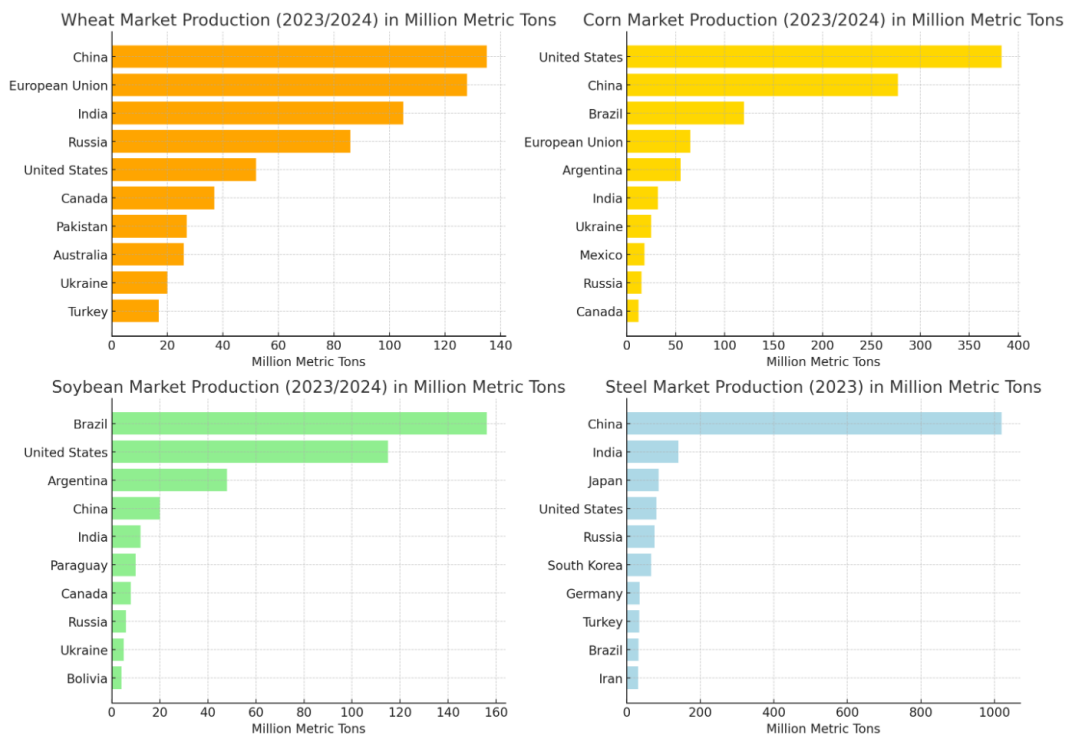 Wheat Market Production (2023/2024) in Million Metric Tons
China
European Union
India
Russia
United States
Canada
Pakistan
Australia
Ukraine
Turkey
0 20 40 60 80 100 120 140
Million Metric Tons
Corn Market Production (2023/2024) in Million Metric Tons
United States
China
Brazil
European Union
Argentina
India
Ukraine
Mexico
Russia
Canada
0 50 100 150 200 250 300 350 400
Million Metric Tons
Soybean Market Production (2023/2024) in Million Metric Tons
Brazil
United States
Argentina
China
India
Paraguay
Canada
Russia
Ukraine
Bolivia
0 20 40 60 80 100 120 140 160
Million Metric Tons
Steel Market Production (2023) in Million Metric Tons
China
India
Japan
United States
Russia
South Korea
Germany
Turkey
Brazil
Iran
0 200 400 600 800 1000
Million Metric Tons